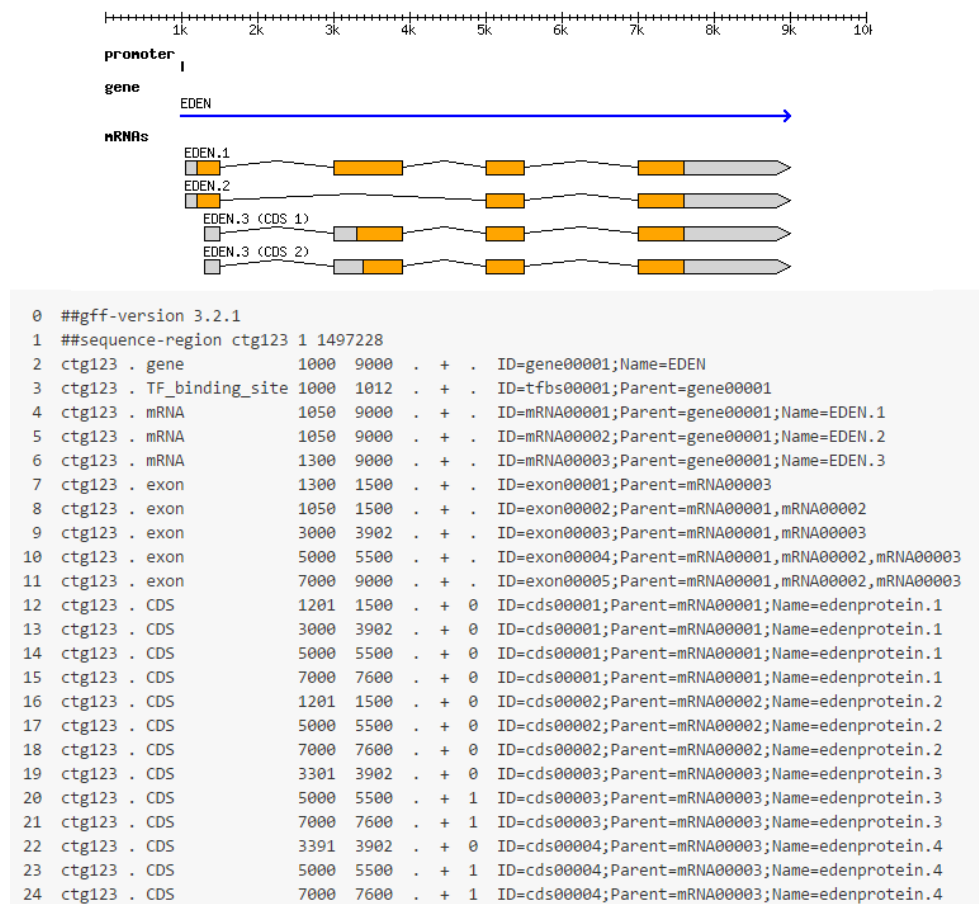 1k 2k 3k 4k 5k 6k 7k 8k 9k 10k
promoter
gene
EDEN
mRNAs
EDEN.1
EDEN.2
EDEN.3 (CDS 1)
EDEN.3 (CDS 2)
0 ##gff-version 3.2.1
1 ##sequence-region ctg123 1 1497228
2 ctg123 . gene 1000 9000 . + . ID=gene00001;Name=EDEN
3 ctg123 . TF_binding_site 1000 1012 . + . ID=tfbs00001;Parent=gene00001
4 ctg123 . mRNA 1050 9000 . + . ID=mRNA00001;Parent=gene00001;Name=EDEN.1
5 ctg123 . mRNA 1050 9000 . + . ID=mRNA00002;Parent=gene00001;Name=EDEN.2
6 ctg123 . mRNA 1300 9000 . + . ID=mRNA00003;Parent=gene00001;Name=EDEN.3
7 ctg123 . exon 1300 1500 . + . ID=exon00001;Parent=mRNA00003
8 ctg123 . exon 1050 1500 . + . ID=exon00002;Parent=mRNA00001,mRNA00002
9 ctg123 . exon 3000 3902 . + . ID=exon00003;Parent=mRNA00001,mRNA00003
10 ctg123 . exon 5000 5500 . + . ID=exon00004;Parent=mRNA00001,mRNA00002,mRNA00003
11 ctg123 . exon 7000 9000 . + . ID=exon00005;Parent=mRNA00001,mRNA00002,mRNA00003
12 ctg123 . CDS 1201 1500 . + 0 ID=cds00001;Parent=mRNA00001;Name=edenprotein.1
13 ctg123 . CDS 3000 3902 . + 0 ID=cds00001;Parent=mRNA00001;Name=edenprotein.1
14 ctg123 . CDS 5000 5500 . + 0 ID=cds00001;Parent=mRNA00001;Name=edenprotein.1
15 ctg123 . CDS 7000 7600 . + 0 ID=cds00001;Parent=mRNA00001;Name=edenprotein.1
16 ctg123 . CDS 1201 1500 . + 0 ID=cds00002;Parent=mRNA00002;Name=edenprotein.2
17 ctg123 . CDS 5000 5500 . + 0 ID=cds00002;Parent=mRNA00002;Name=edenprotein.2
18 ctg123 . CDS 7000 7600 . + 0 ID=cds00002;Parent=mRNA00002;Name=edenprotein.2
19 ctg123 . CDS 3301 3902 . + 0 ID=cds00003;Parent=mRNA00003;Name=edenprotein.3
20 ctg123 . CDS 5000 5500 . + 1 ID=cds00003;Parent=mRNA00003;Name=edenprotein.3
21 ctg123 . CDS 7000 7600 . + 1 ID=cds00003;Parent=mRNA00003;Name=edenprotein.3
22 ctg123 . CDS 3391 3902 . + 0 ID=cds00004;Parent=mRNA00003;Name=edenprotein.4
23 ctg123 . CDS 5000 5500 . + 1 ID=cds00004;Parent=mRNA00003;Name=edenprotein.4
24 ctg123 . CDS 7000 7600 . + 1 ID=cds00004;Parent=mRNA00003;Name=edenprotein.4